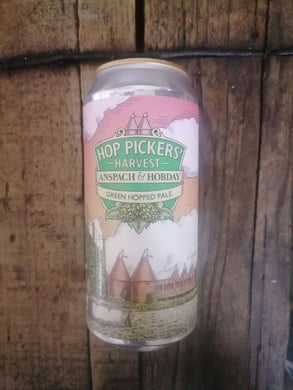 HOP PICKERS'
HARVEST
ANSPACH & HOBDAY
GREEN HOPPED PALE